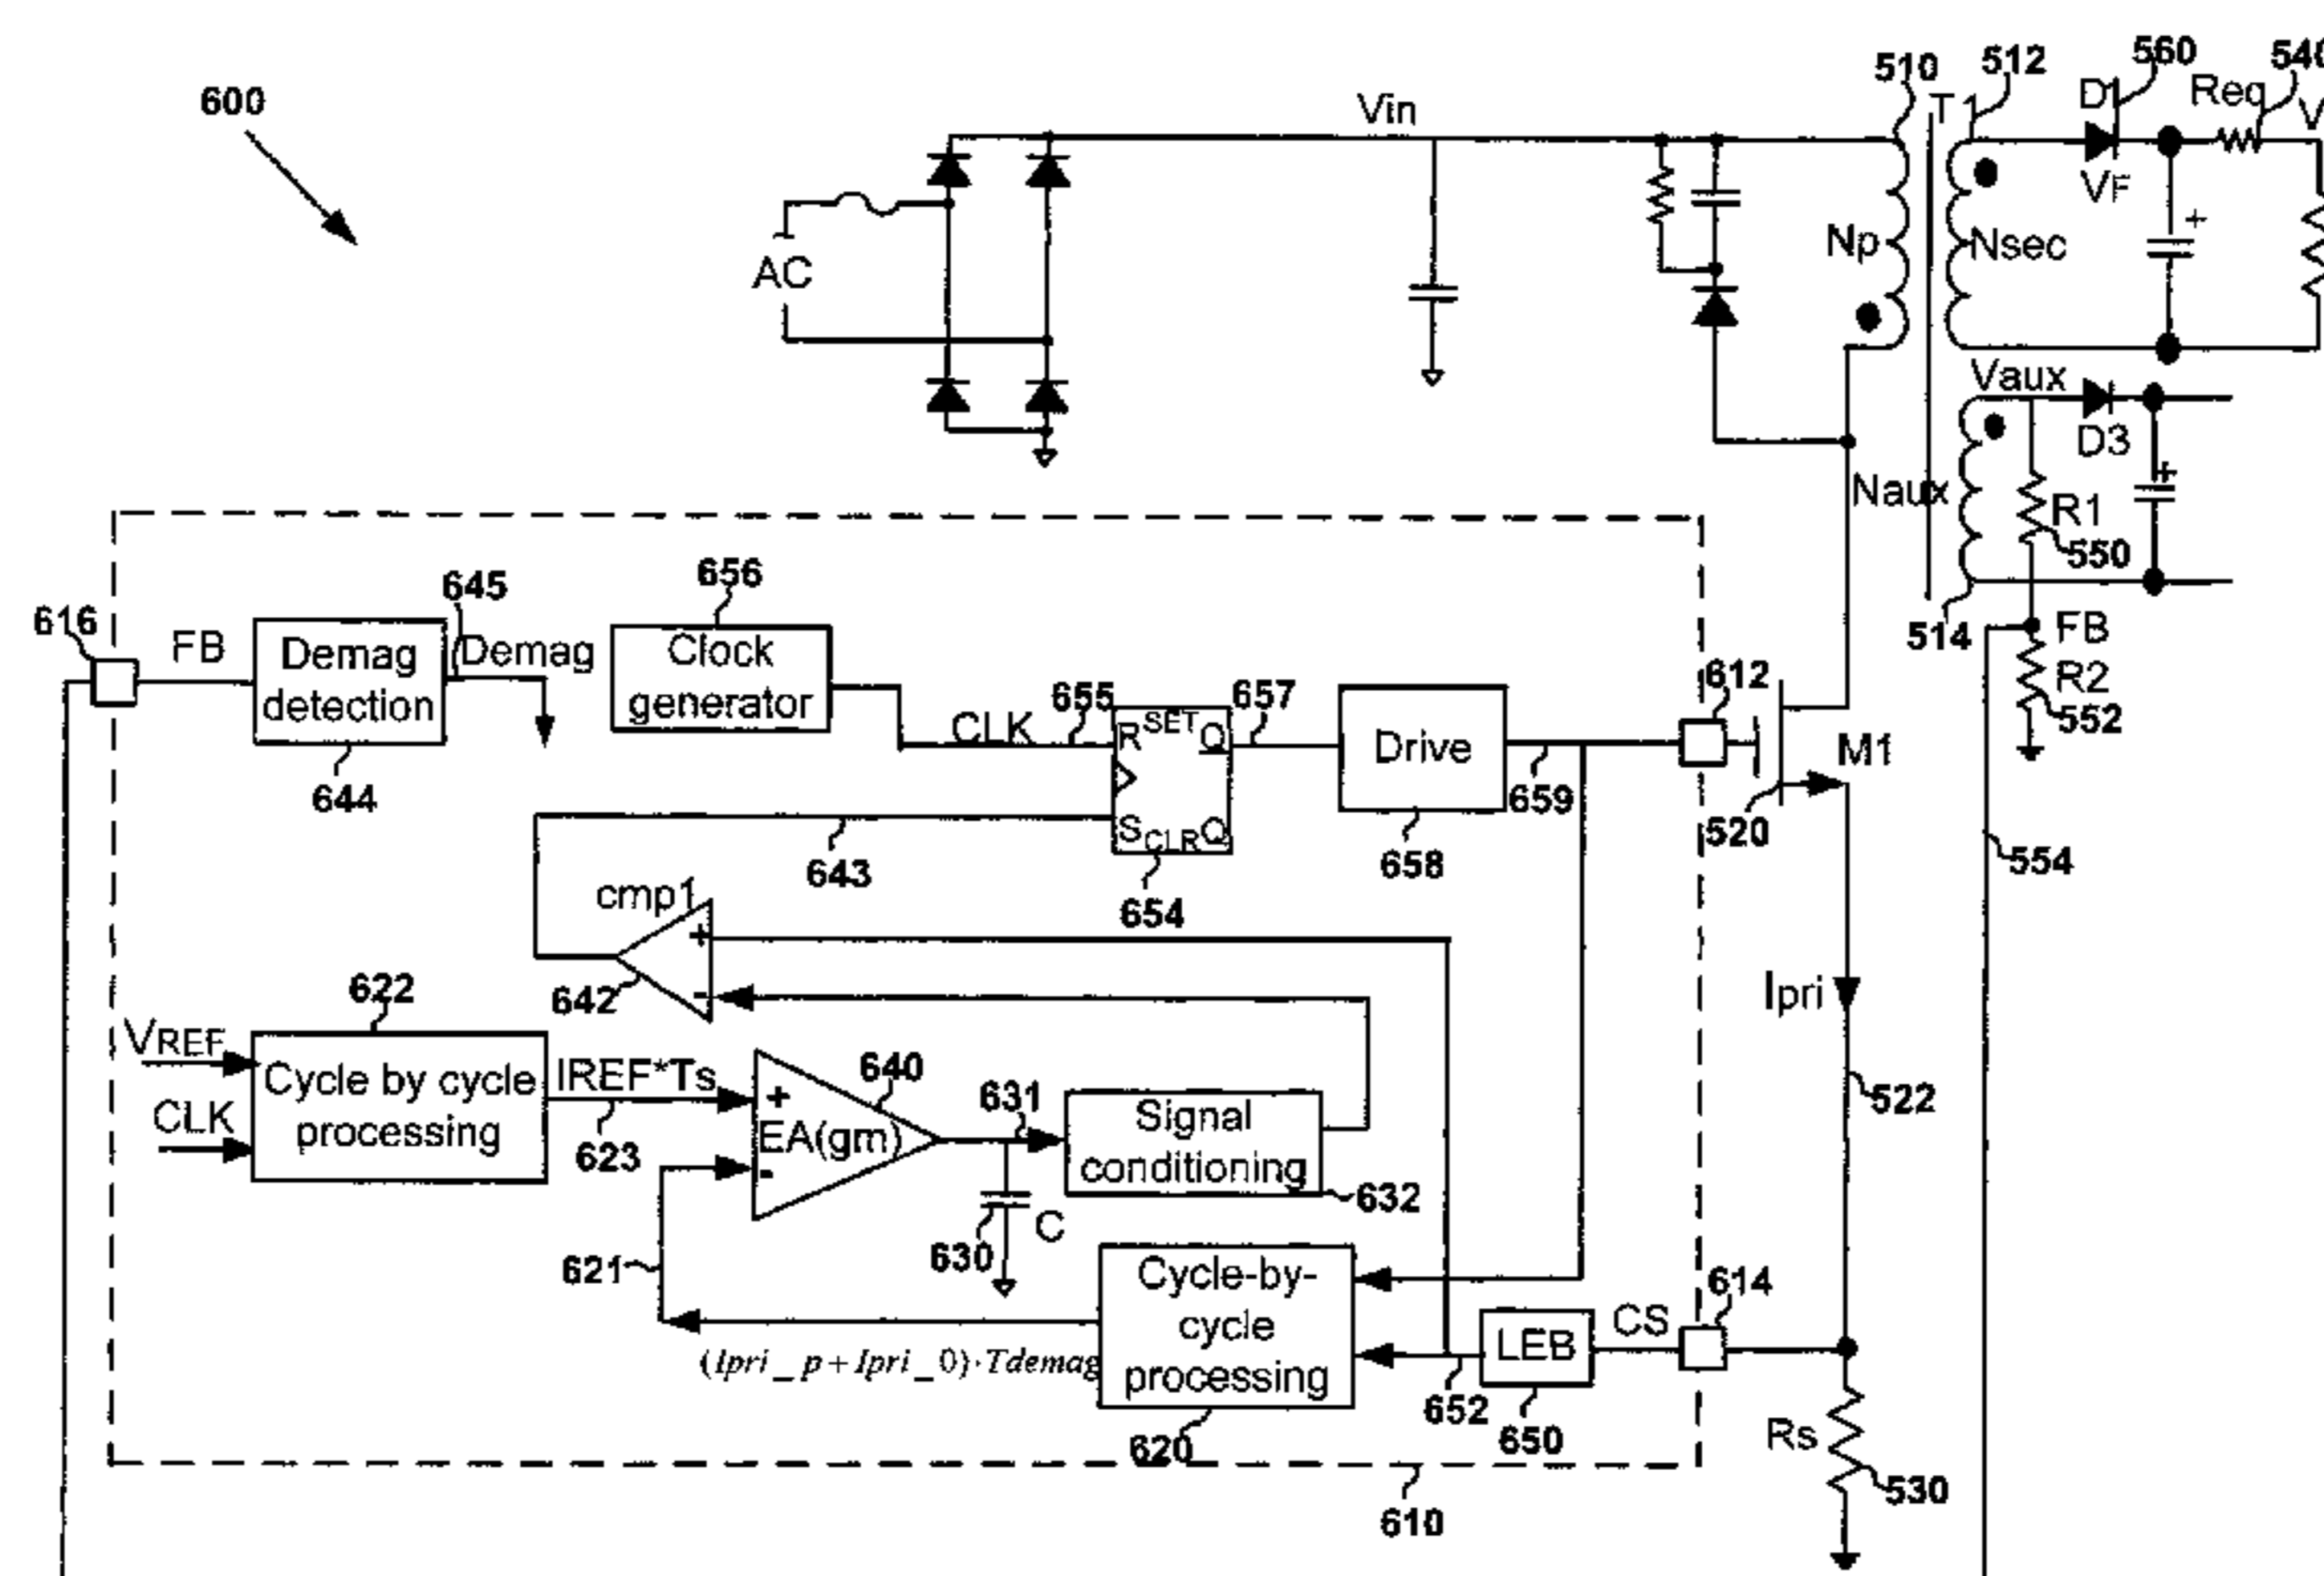 600
AC
Vin
510
512
560
540
T1
D1
Req
V
VF
Np
Nsec
Vaux
D3
Naux
R1
550
514
FB
R2
552
616
FB
Demag
detection
644
645
Demag
656
Clock
generator
CLK
655
R SET Q
S CLR Q
654
657
Drive
658
659
612
M1
520
554
643
cmp1
+
-
642
622
VREF
CLK
Cycle by cycle
processing
IREF*Ts
623
+
EA(gm)
-
640
631
630
C
Signal
conditioning
632
Ipri
522
621
(Ipri_p+Ipri_0)·Tdemag
Cycle-by-
cycle
processing
620
652
LEB
650
CS
614
Rs
530
610